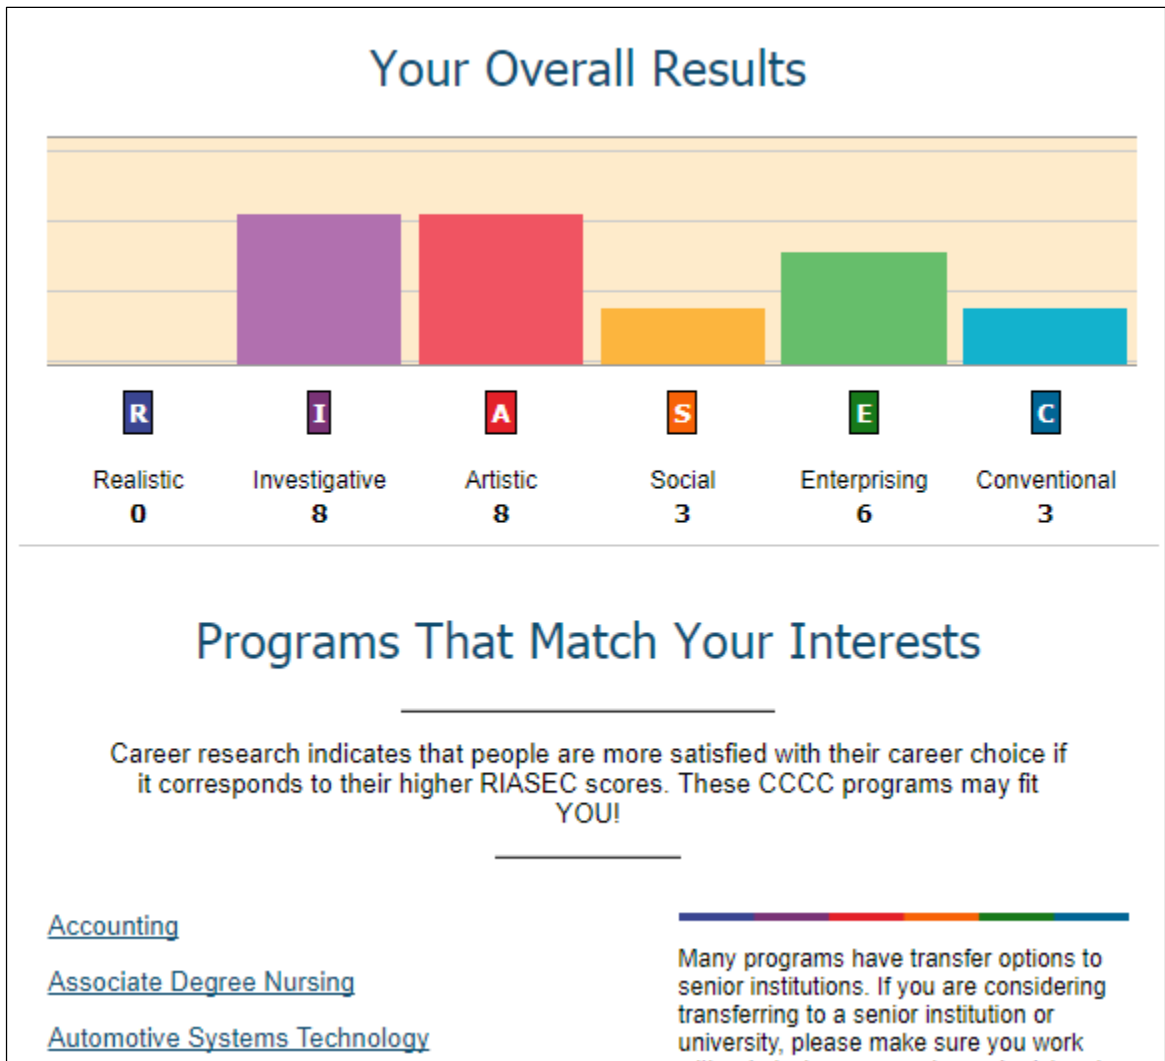 Your Overall Results
R I A S E C
Realistic Investigative Artistic Social Enterprising Conventional
0 8 8 3 6 3
Programs That Match Your Interests
Career research indicates that people are more satisfied with their career choice if
it corresponds to their higher RIASEC scores. These CCCC programs may fit
YOU!
Accounting
Associate Degree Nursing
Automotive Systems Technology
Many programs have transfer options to
senior institutions. If you are considering
transferring to a senior institution or
university, please make sure you work